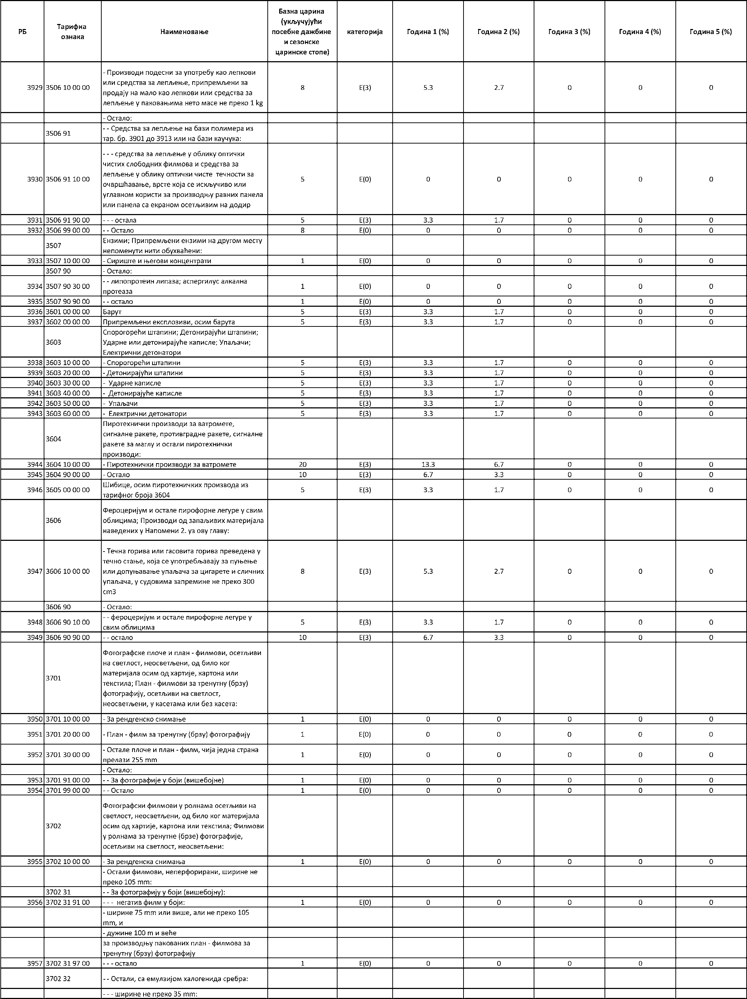 РБ Тарифна ознака Наименовање Базна царина (укључујући посебне дажбине и сезонске царинске стопе) категорија Година 1 (%) Година 2 (%) Година 3 (%) Година 4 (%) Година 5 (%)
3929 3506 10 00 00 - Производи подесни за употребу као лепкови
или средства за лепљење, припремљени за
продају на мало као лепкови или средства за
лепљење у паковањима нето масе не преко 1 kg 8 E(3) 5.3 2.7 0 0 0
- Остало:
3506 91 - - Средства за лепљење на бази полимера из
тар. бр. 3901 до 3913 или на бази каучука:
3930 3506 91 10 00 - - - средства за лепљење у облику оптички
чистих слободних филмова и средства за
лепљење у облику оптички чисте течности за
очвршћавање, врсте која се искључиво или
углавном користи за производњу равних панела
или панела са екраном осетљивим на додир 5 E(0) 0 0 0 0 0
3931 3506 91 90 00 - - - остала 5 E(3) 3.3 1.7 0 0 0
3932 3506 99 00 00 - - Остало 8 E(0) 0 0 0 0 0
3507 Ензими; Припремљени ензими на другом месту
непоменути нити обухваћени:
3933 3507 10 00 00 - Сириште и његови концентрати 1 E(0) 0 0 0 0 0
3507 90 - Остало:
3934 3507 90 30 00 - - липопротеин липаза; аспергилус алкална
протеаза 1 E(0) 0 0 0 0 0
3935 3507 90 90 00 - - остало 1 E(0) 0 0 0 0 0
3936 3601 00 00 00 Барут 5 E(3) 3.3 1.7 0 0 0
3937 3602 00 00 00 Припремљени експлозиви, осим барута 5 E(3) 3.3 1.7 0 0 0
3603 Спорогорећи штапини; Детонирајући штапини;
Ударне или детонирајуће каписле; Упаљачи;
Електрични детонатори
3938 3603 10 00 00 - Спорогорећи штапини 5 E(3) 3.3 1.7 0 0 0
3939 3603 20 00 00 - Детонирајући штапини 5 E(3) 3.3 1.7 0 0 0
3940 3603 30 00 00 - Ударне каписле 5 E(3) 3.3 1.7 0 0 0
3941 3603 40 00 00 - Детонирајуће каписле 5 E(3) 3.3 1.7 0 0 0
3942 3603 50 00 00 - Упаљачи 5 E(3) 3.3 1.7 0 0 0
3943 3603 60 00 00 - Електрични детонатори 5 E(3) 3.3 1.7 0 0 0
3604 Пиротехнички производи за ватромете,
сигналне ракете, противградне ракете, сигналне
ракете за маглу и остали пиротехнички
производи:
3944 3604 10 00 00 - Пиротехнички производи за ватромете 20 E(3) 13.3 6.7 0 0 0
3945 3604 90 00 00 - Остало 10 E(3) 6.7 3.3 0 0 0
3946 3605 00 00 00 Шибице, осим пиротехничких производа из
тарифног броја 3604 5 E(3) 3.3 1.7 0 0 0
3606 Фероцеријум и остале пирофорне легуре у свим
облицима; Производи од запаљивих материјала
наведених у Напомени 2. уз ову главу:
3947 3606 10 00 00 - Течна горива или гасовита горива преведена у
течно стање, која се употребљавају за пуњење
или допуњавање упаљача за цигарете и сличних
упаљача, у судовима запремине не преко 300
cm3 8 E(3) 5.3 2.7 0 0 0
3606 90 - Остало:
3948 3606 90 10 00 - - фероцеријум и остале пирофорне легуре у
свим облицима 5 E(3) 3.3 1.7 0 0 0
3949 3606 90 90 00 - - остало 10 E(3) 6.7 3.3 0 0 0
3701 Фотографске плоче и план - филмови, осетљиви
на светлост, неосветљени, од било ког
материјала осим од хартије, картона или
текстила; План - филмови за тренутну (брзу)
фотографију, осетљиви на светлост,
неосветљени, у касетама или без касета:
3950 3701 10 00 00 - За рендгенско снимање 1 E(0) 0 0 0 0 0
3951 3701 20 00 00 - План - филм за тренутну (брзу) фотографију 1 E(0) 0 0 0 0 0
3952 3701 30 00 00 - Остале плоче и план - филм, чија једна страна
прелази 255 mm 1 E(0) 0 0 0 0 0
- Остало:
3953 3701 91 00 00 - - За фотографије у боји (вишебојне) 1 E(0) 0 0 0 0 0
3954 3701 99 00 00 - - Остало 1 E(0) 0 0 0 0 0
3702 Фотографски филмови у ролнама осетљиви на
светлост, неосветљени, од било ког материјала
осим од хартије, картона или текстила; Филмови
у ролнама за тренутне (брзе) фотографије,
осетљиви на светлост, неосветљени:
3955 3702 10 00 00 - За рендгенска снимања 1 E(0) 0 0 0 0 0
- Остали филмови, неперфорирани, ширине не
преко 105 mm:
3702 31 - - За фотографију у боји (вишебојну):
3956 3702 31 91 00 - - - негатив филм у боји: 1 E(0) 0 0 0 0 0
- ширине 75 mm или више, али не преко 105
mm, и
- дужине 100 m и веће
за производњу пакованих план - филмова за
тренутну (брзу) фотографију
3957 3702 31 97 00 - - - остало 1 E(0) 0 0 0 0 0
3702 32 - - Остали, са емулзијом халогенида сребра:
- - - ширине не преко 35 mm: